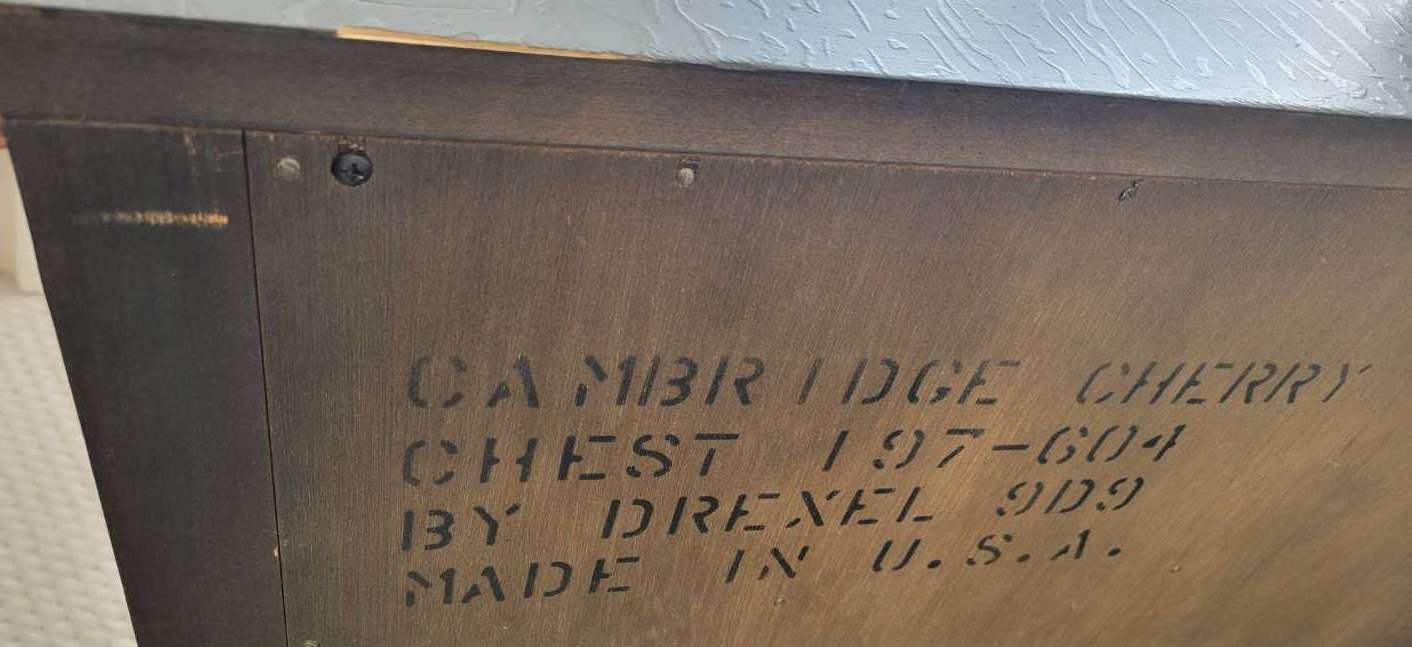 CAMBRIDGE CHERRY
CHEST 197-604
BY DREXEL 9D9
MADE IN U.S.A.